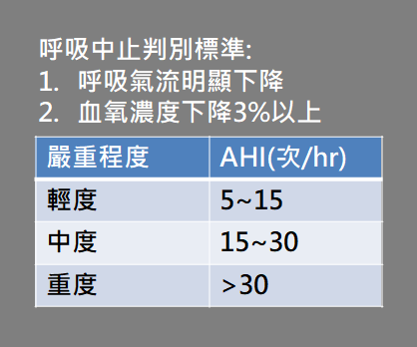 呼吸中止判別標準:
1. 呼吸氣流明顯下降
2. 血氧濃度下降3%以上
嚴重程度 AHI(次/hr)
輕度 5~15
中度 15~30
重度 >30